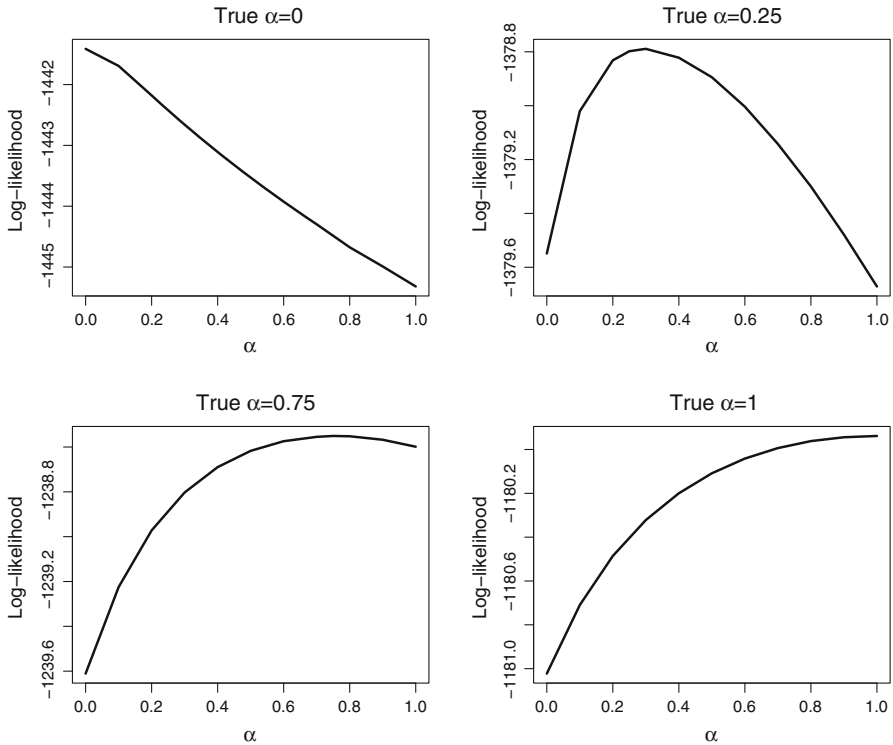 True α=0
Log−likelihood
−1442
−1443
−1444
−1445
0.0 0.2 0.4 0.6 0.8 1.0
α
True α=0.25
Log−likelihood
−1378.8
−1379.2
−1379.6
0.0 0.2 0.4 0.6 0.8 1.0
α
True α=0.75
Log−likelihood
−1238.8
−1239.2
−1239.6
0.0 0.2 0.4 0.6 0.8 1.0
α
True α=1
Log−likelihood
−1180.2
−1180.6
−1181.0
0.0 0.2 0.4 0.6 0.8 1.0
α